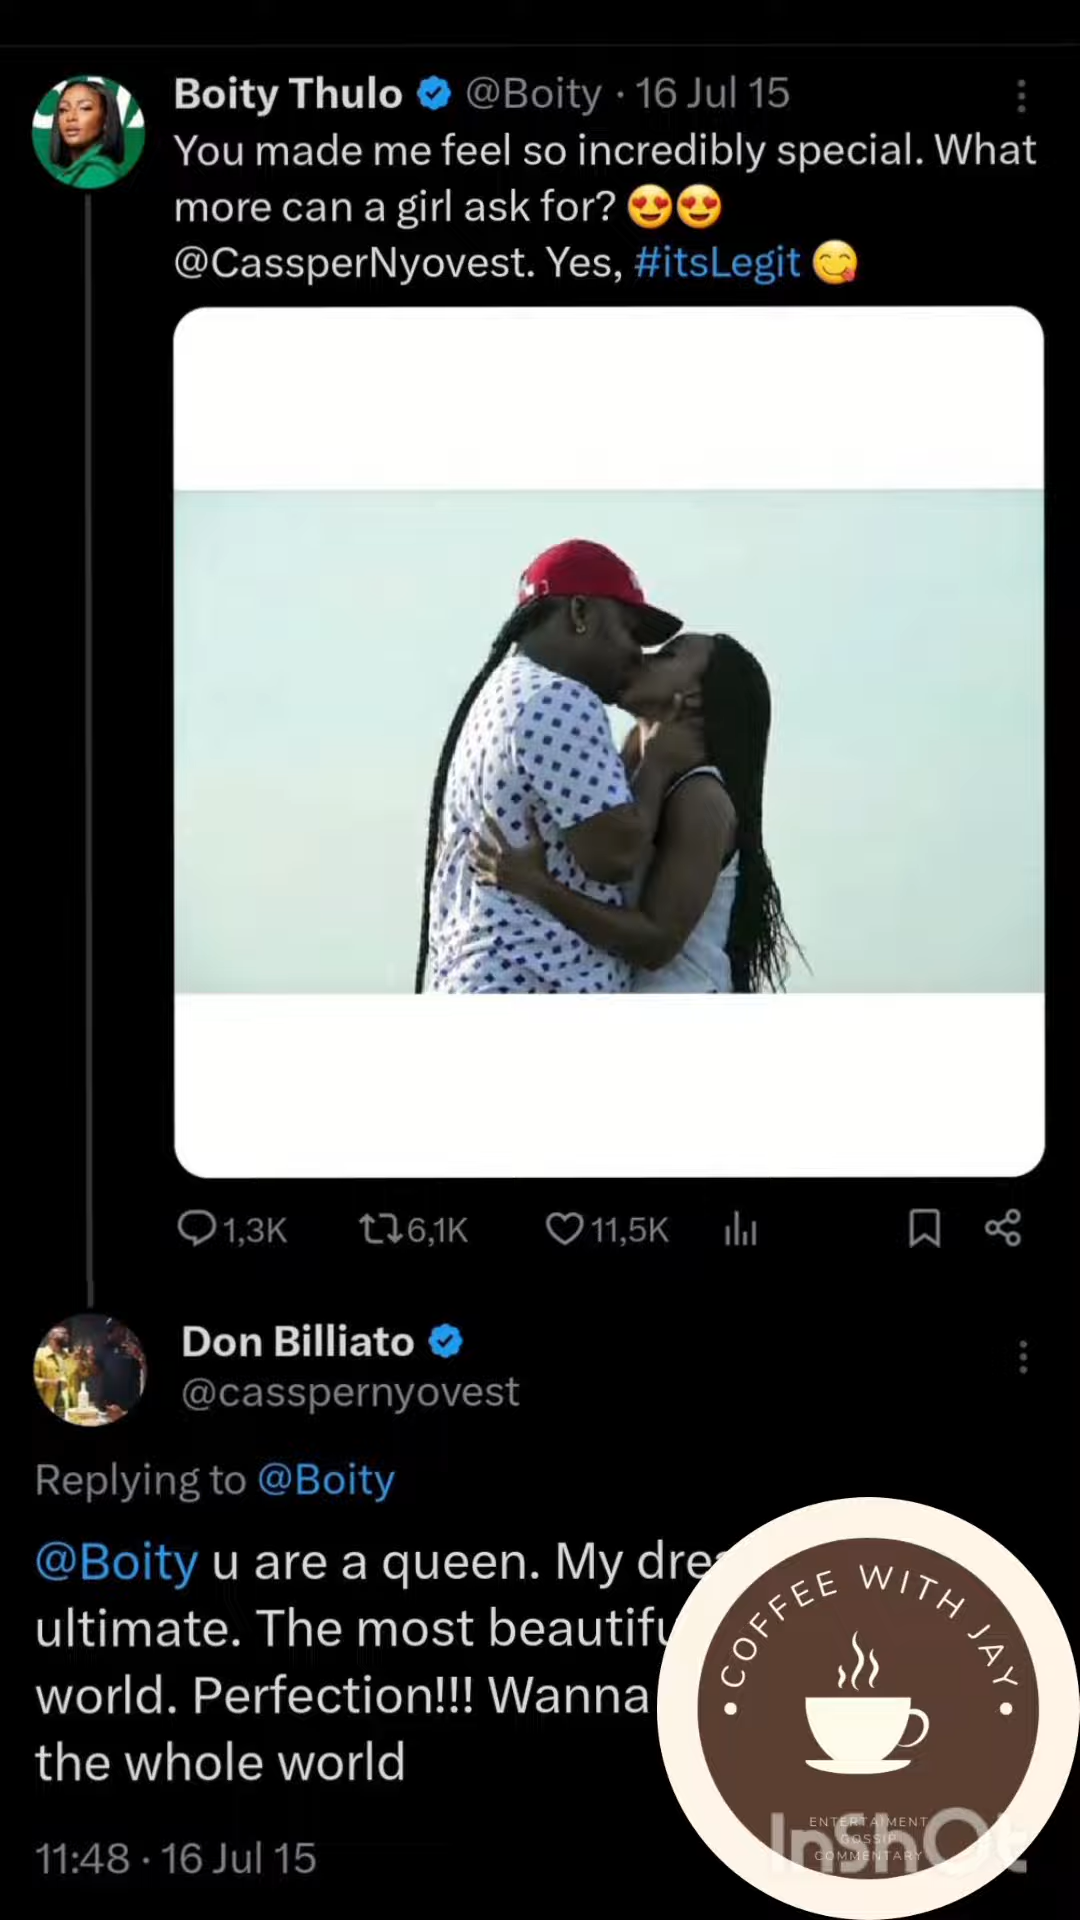 Boity Thulo @Boity · 16 Jul 15
You made me feel so incredibly special. What
more can a girl ask for? 😍😍
@CassperNyovest. Yes, #itsLegit 😋
1,3K 6,1K 11,5K
Don Billiato
@casspernyovest
Replying to @Boity
@Boity u are a queen. My
ultimate. The most
world. Perfection!!! Wanna
the whole world
11:48 · 16 Jul 15
COFFEE WITH JAY
ENTERTAIMENT
GOSSIP
COMMENTARY
InShOt